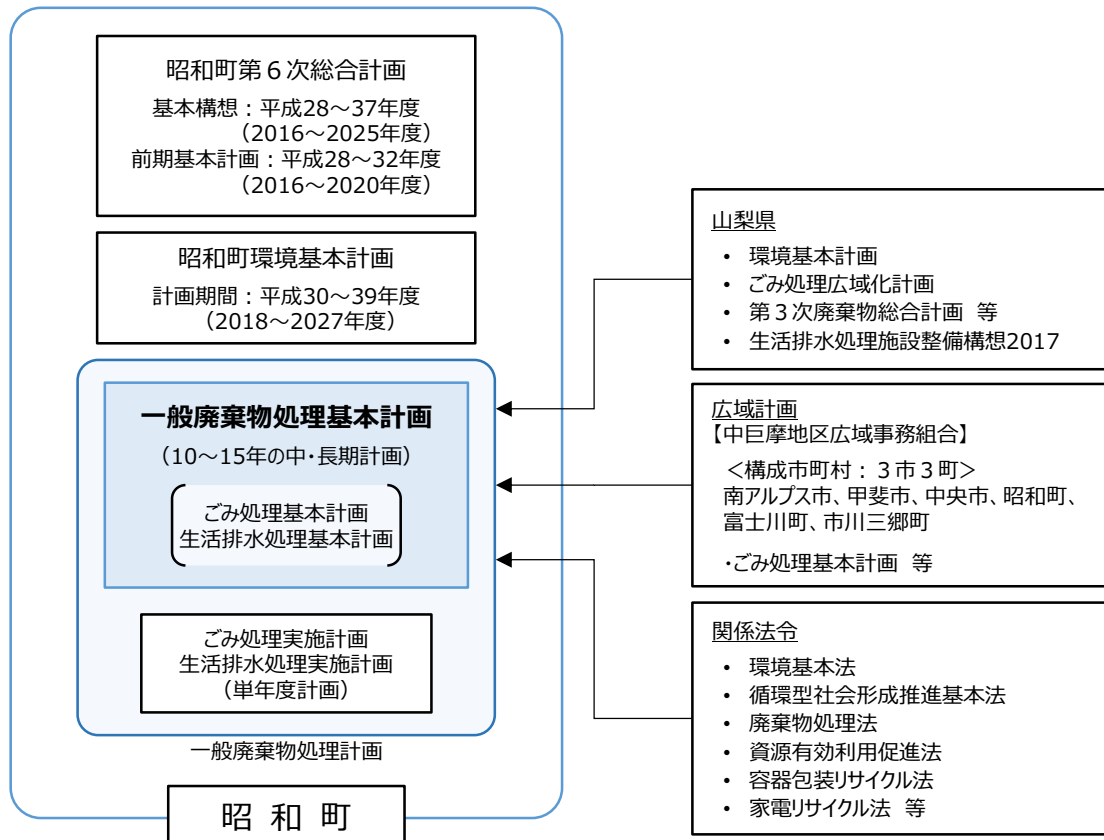 昭和町第6次総合計画
基本構想：平成28～37年度
（2016～2025年度）
前期基本計画：平成28～32年度
（2016～2020年度）
昭和町環境基本計画
計画期間：平成30～39年度
（2018～2027年度）
一般廃棄物処理基本計画
（10～15年の中・長期計画）
ごみ処理基本計画
生活排水処理基本計画
ごみ処理実施計画
生活排水処理実施計画
（単年度計画）
一般廃棄物処理計画
昭 和 町
山梨県
• 環境基本計画
• ごみ処理広域化計画
• 第3次廃棄物総合計画 等
• 生活排水処理施設整備構想2017
広域計画
【中巨摩地区広域事務組合】
＜構成市町村：3市3町＞
南アルプス市、甲斐市、中央市、昭和町、
富士川町、市川三郷町
・ごみ処理基本計画 等
関係法令
• 環境基本法
• 循環型社会形成推進基本法
• 廃棄物処理法
• 資源有効利用促進法
• 容器包装リサイクル法
• 家電リサイクル法 等